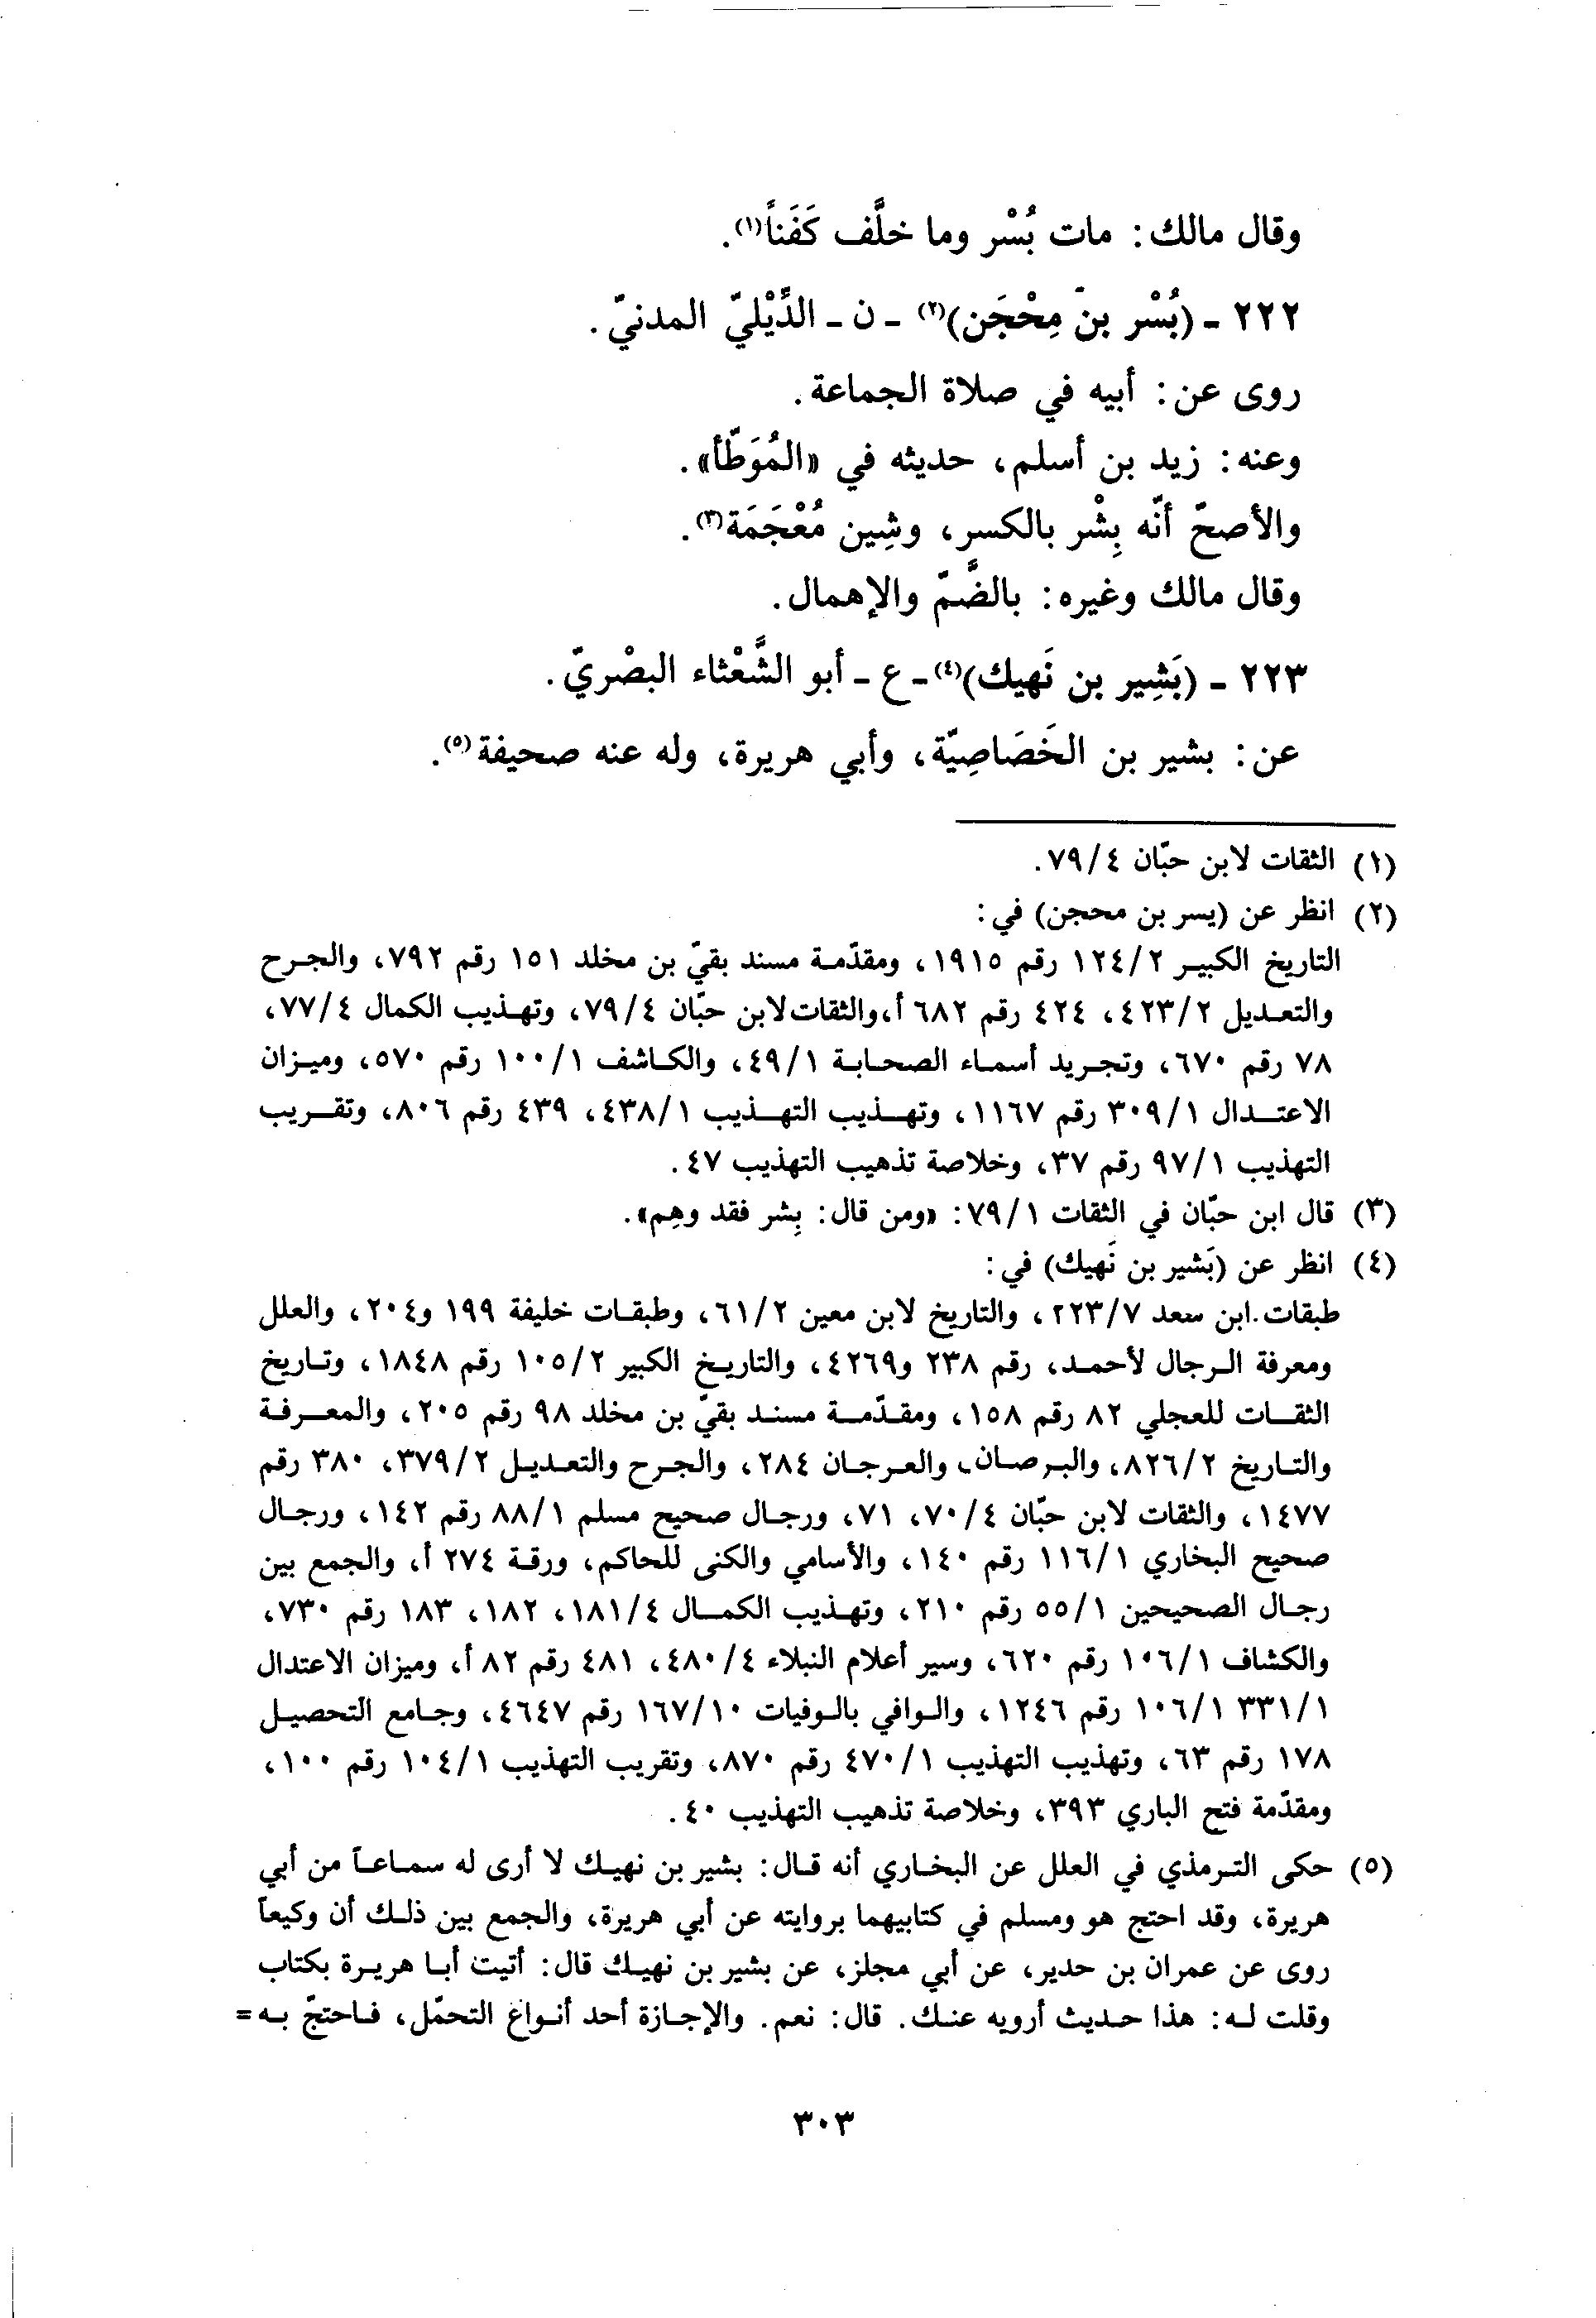 وقال مالك: مات بُسْر وما خلَّف كَفَناً(١).
٢٢٢ - (بُسْر بن مِحْجَن)(٢) - ن - الدِّيْليّ المدنيّ.
روى عن: أبيه في صلاة الجماعة.
وعنه: زيد بن أسلم، حديثه في «المُوَطّأ».
والأصحّ أنّه بِشْر بالكسر، وشِين مُعْجَمَة(٣).
وقال مالك وغيره: بالضَّمّ والإهمال.
٢٢٣ - (بَشِير بن نَهيك)(٤) - ع - أبو الشَّعْثاء البصْريّ.
عن: بشير بن الخَصَاصِيّة، وأبي هريرة، وله عنه صحيفة(٥).
(١) الثقات لابن حبّان ٧٩/٤.
(٢) انظر عن (يسر بن محجن) في:
التاريخ الكبير ١٢٤/٢ رقم ١٩١٥، ومقدّمة مسند بقيّ بن مخلد ١٥١ رقم ٧٩٢، والجرح
والتعديل ٤٢٣/٢، ٤٢٤ رقم ٦٨٢ أ، والثقات لابن حبّان ٧٩/٤، وتهذيب الكمال ٧٧/٤،
٧٨ رقم ٦٧٠، وتجريد أسماء الصحابة ٤٩/١، والكاشف ١٠٠/١ رقم ٥٧٠، وميزان
الاعتدال ٣٠٩/١ رقم ١١٦٧، وتهذيب التهذيب ٤٣٨/١، ٤٣٩ رقم ٨٠٦، وتقريب
التهذيب ٩٧/١ رقم ٣٧، وخلاصة تذهيب التهذيب ٤٧.
(٣) قال ابن حبّان في الثقات ٧٩/١: «ومن قال: بِشر فقد وهِم».
(٤) انظر عن (بَشير بن نَهيك) في:
طبقات ابن سعد ٢٢٣/٧، والتاريخ لابن معين ٦١/٢، وطبقات خليفة ١٩٩ و٢٠٤، والعلل
ومعرفة الرجال لأحمد، رقم ٢٣٨ و٤٢٦٩، والتاريخ الكبير ١٠٥/٢ رقم ١٨٤٨، وتاريخ
الثقات للعجلي ٨٢ رقم ١٥٨، ومقدّمة مسند بقيّ بن مخلد ٩٨ رقم ٢٠٥، والمعرفة
والتاريخ ٨٢٦/٢، والبرصان والعرجان ٢٨٤، والجرح والتعديل ٣٧٩/٢، ٣٨٠ رقم
١٤٧٧، والثقات لابن حبّان ٧٠/٤، ٧١، ورجال صحيح مسلم ٨٨/١ رقم ١٤٢، ورجال
صحيح البخاري ١١٦/١ رقم ١٤٠، والأسامي والكنى للحاكم، ورقة ٢٧٤ أ، والجمع بين
رجال الصحيحين ٥٥/١ رقم ٢١٠، وتهذيب الكمال ١٨١/٤، ١٨٢، ١٨٣ رقم ٧٣٠،
والكشاف ١٠٦/١ رقم ٦٢٠، وسير أعلام النبلاء ٤٨٠/٤، ٤٨١ رقم ٨٢ أ، وميزان الاعتدال
٣٣١/١ ١٠٦/١ رقم ١٢٤٦، والوافي بالوفيات ١٦٧/١٠ رقم ٤٦٤٧، وجامع التحصيل
١٧٨ رقم ٦٣، وتهذيب التهذيب ٤٧٠/١ رقم ٨٧٠، وتقريب التهذيب ١٠٤/١ رقم ١٠٠،
ومقدّمة فتح الباري ٣٩٣، وخلاصة تذهيب التهذيب ٤٠.
(٥) حكى الترمذي في العلل عن البخاري أنه قال: بشير بن نهيك لا أرى له سماعاً من أبي
هريرة، وقد احتج هو ومسلم في كتابيهما بروايته عن أبي هريرة، والجمع بين ذلك أن وكيعاً
روى عن عمران بن حدير، عن أبي مجلز، عن بشير بن نهيك قال: أتيت أبا هريرة بكتاب
وقلت له: هذا حديث أرويه عنك. قال: نعم. والإجازة أحد أنواع التحمّل، فاحتجّ به =
٣٠٣